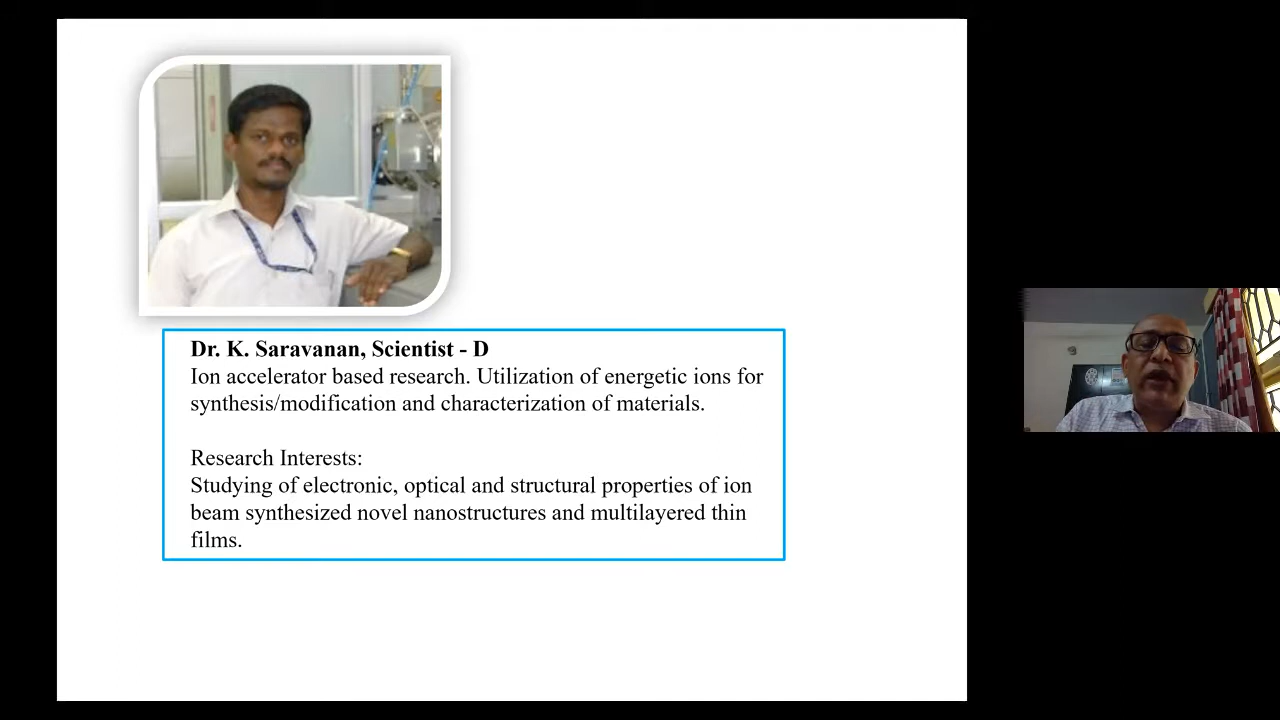 Dr. K. Saravanan, Scientist - D
Ion accelerator based research. Utilization of energetic ions for
synthesis/modification and characterization of materials.
Research Interests:
Studying of electronic, optical and structural properties of ion
beam synthesized novel nanostructures and multilayered thin
films.